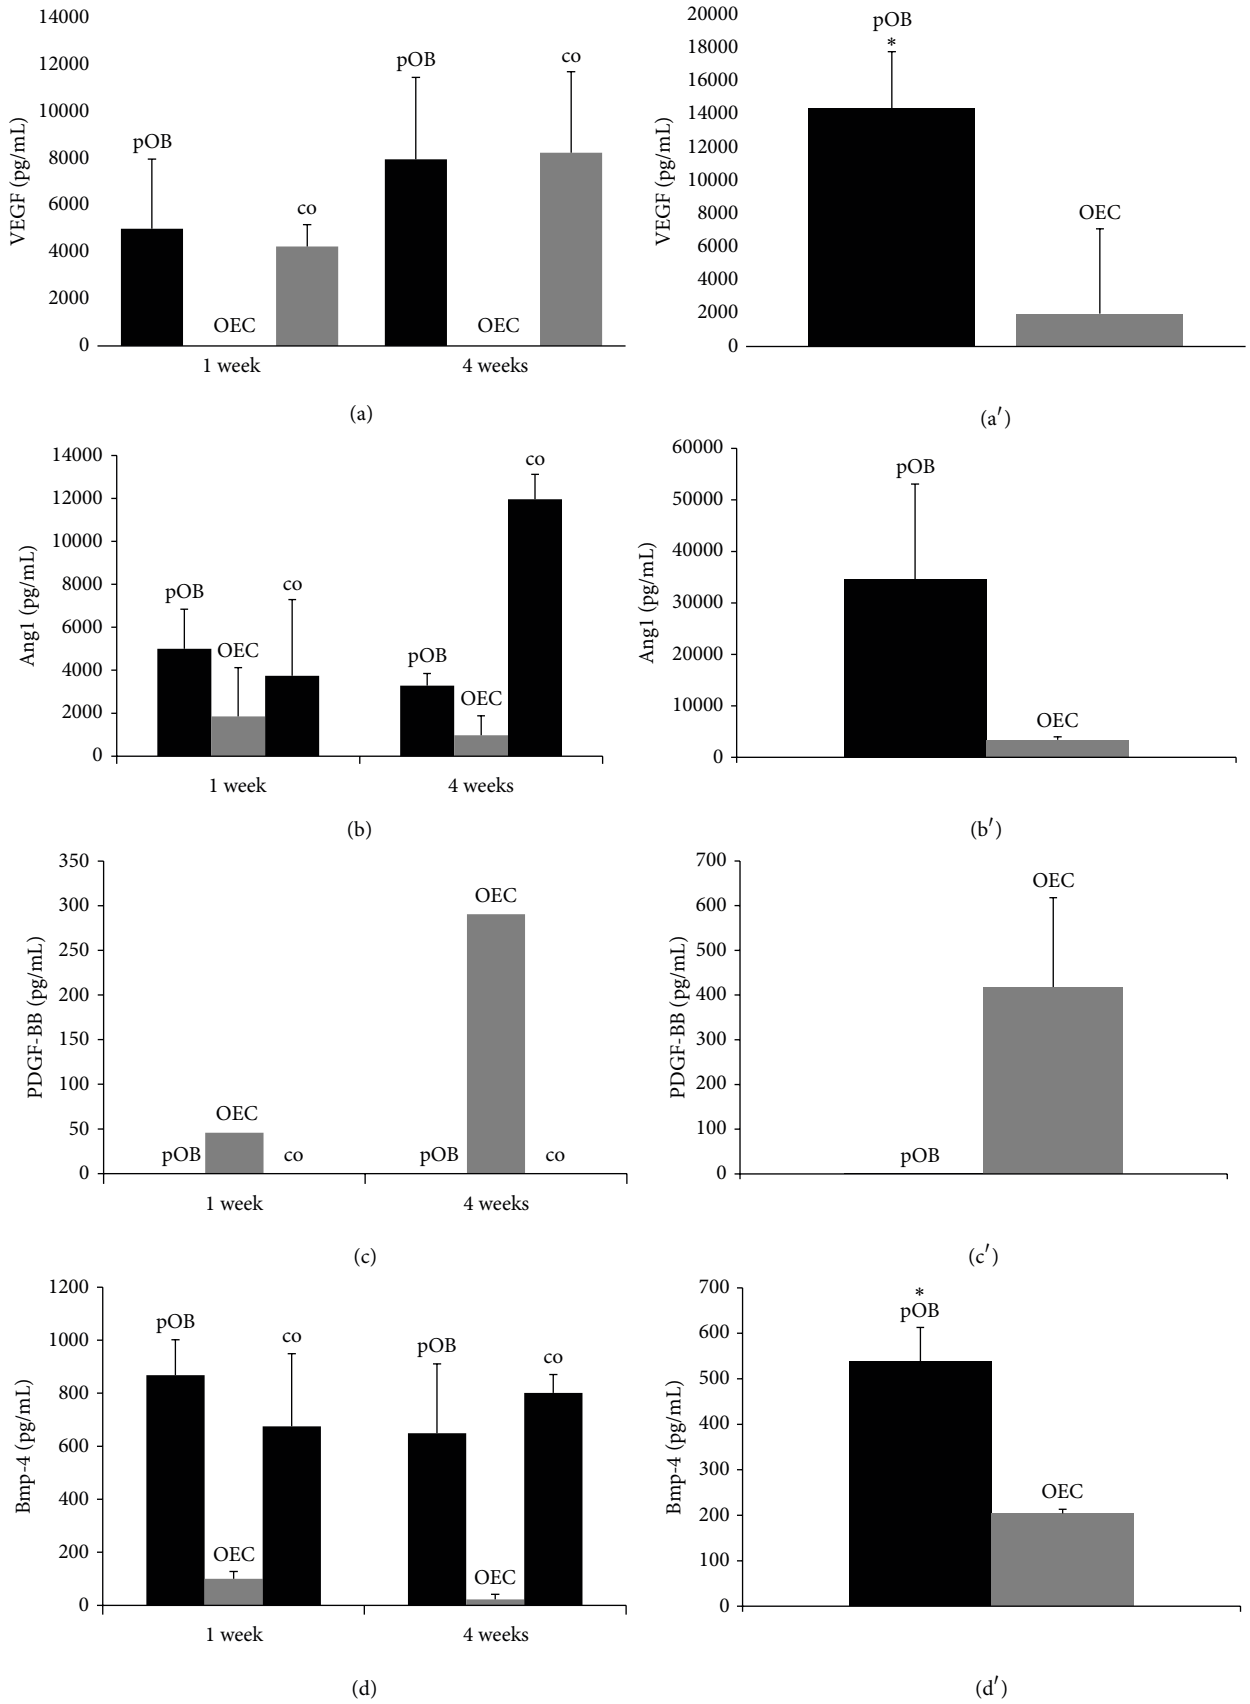 14000
12000
10000
8000
6000
4000
2000
0
VEGF (pg/mL)
pOB
OEC
co
pOB
OEC
co
1 week
4 weeks
(a)
20000
18000
16000
14000
12000
10000
8000
6000
4000
2000
0
VEGF (pg/mL)
pOB
*
OEC
(a′)
14000
12000
10000
8000
6000
4000
2000
0
Ang1 (pg/mL)
pOB
OEC
co
pOB
OEC
co
1 week
4 weeks
(b)
60000
50000
40000
30000
20000
10000
0
Ang1 (pg/mL)
pOB
OEC
(b′)
350
300
250
200
150
100
50
0
PDGF-BB (pg/mL)
pOB
OEC
co
pOB
OEC
co
1 week
4 weeks
(c)
700
600
500
400
300
200
100
0
PDGF-BB (pg/mL)
pOB
OEC
(c′)
1200
1000
800
600
400
200
0
Bmp-4 (pg/mL)
pOB
OEC
co
pOB
OEC
co
1 week
4 weeks
(d)
700
600
500
400
300
200
100
0
Bmp-4 (pg/mL)
*
pOB
OEC
(d′)